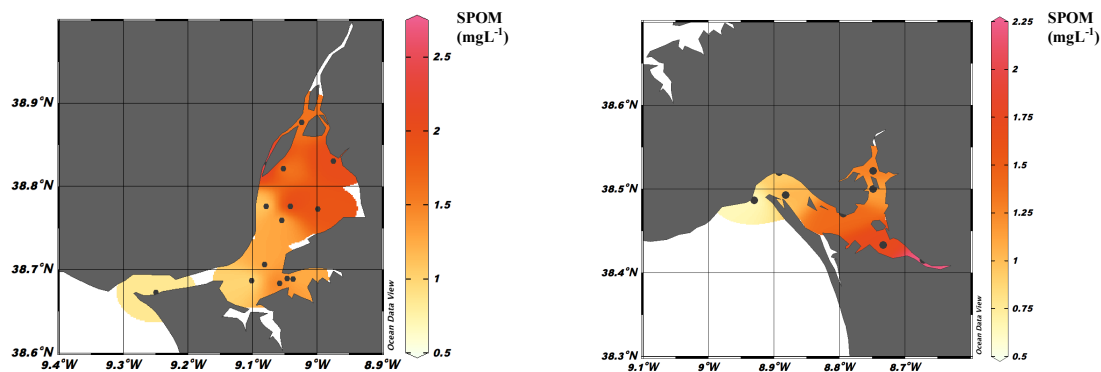 SPOM
(mgL-1)
2.5
2
1.5
1
0.5
38.9°N
38.8°N
38.7°N
38.6°N
9.4°W
9.3°W
9.2°W
9.1°W
9°W
8.9°W
Ocean Data View
SPOM
(mgL-1)
2.25
2
1.75
1.5
1.25
1
0.75
0.5
38.6°N
38.5°N
38.4°N
38.3°N
9.1°W
9°W
8.9°W
8.8°W
8.7°W
Ocean Data View